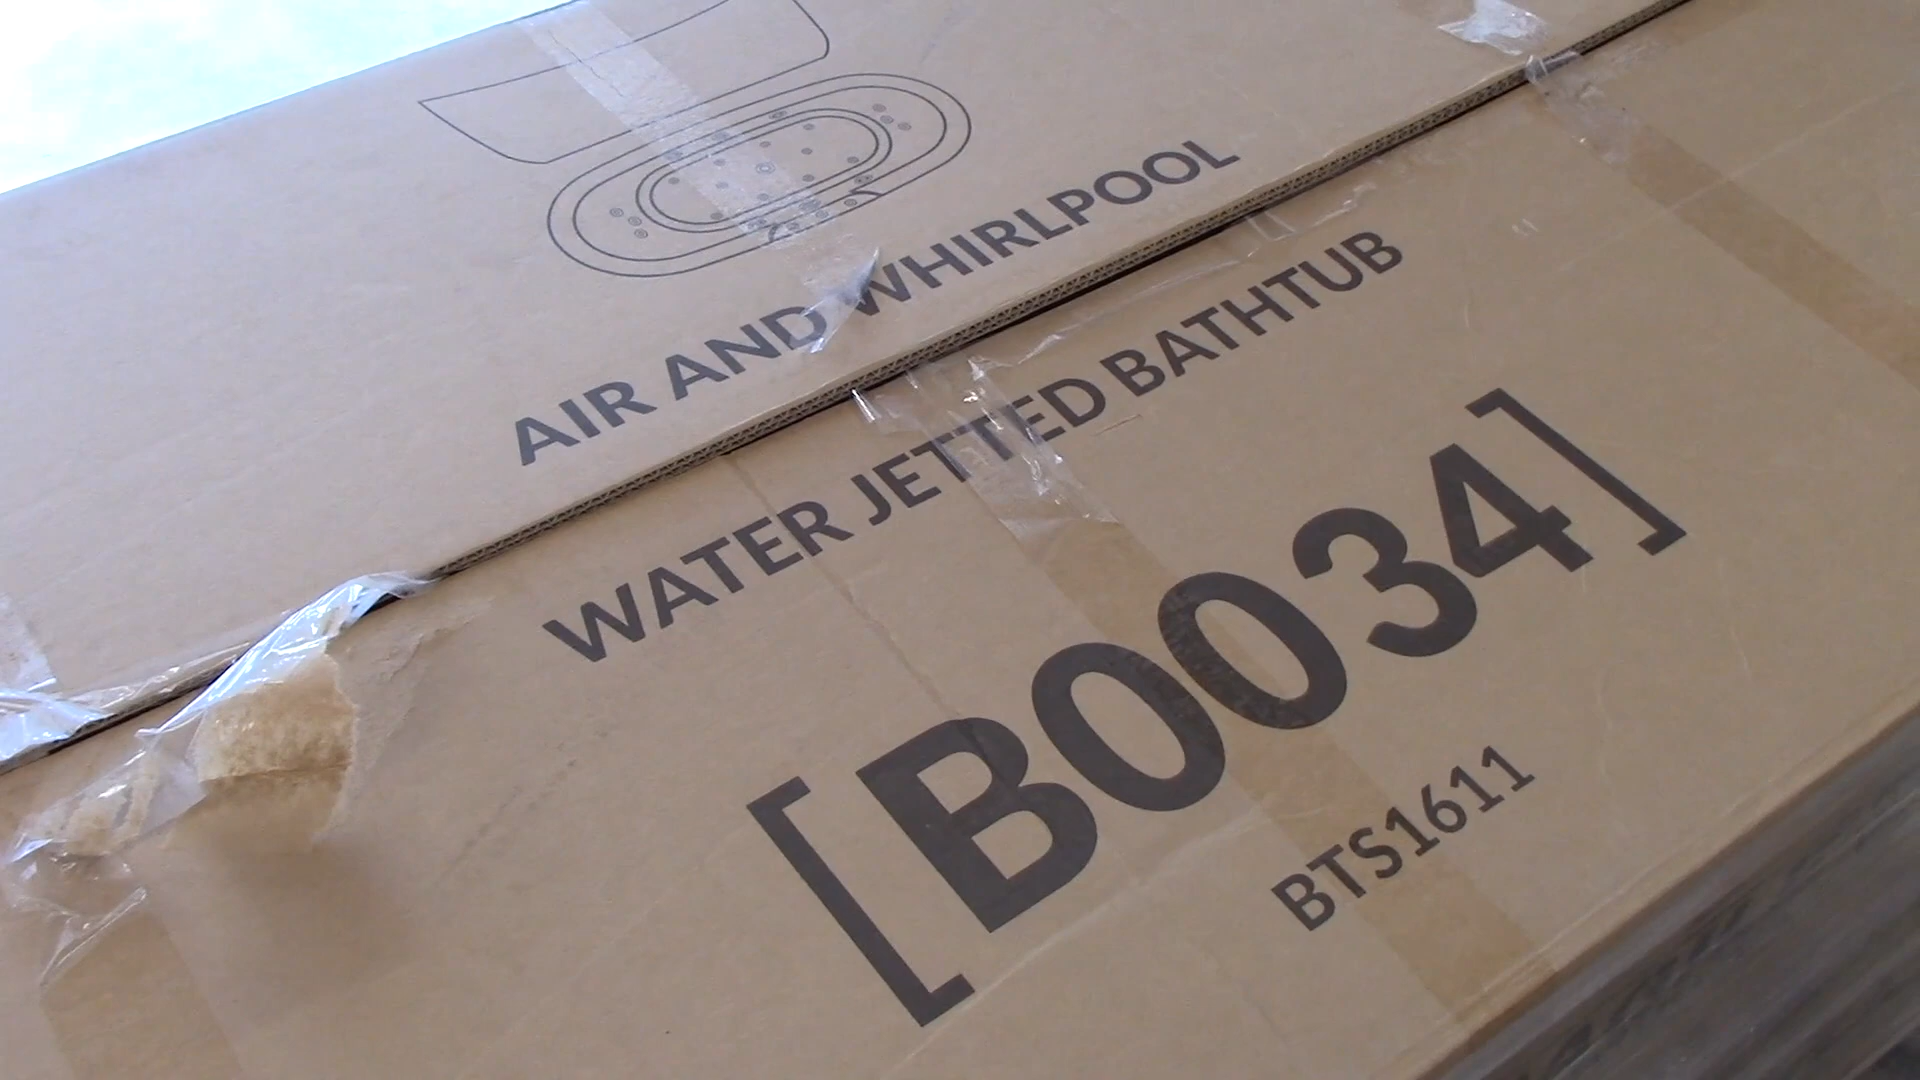 AIR AND WHIRLPOOL
WATER JETTED BATHTUB
[B0034]
BTS1611